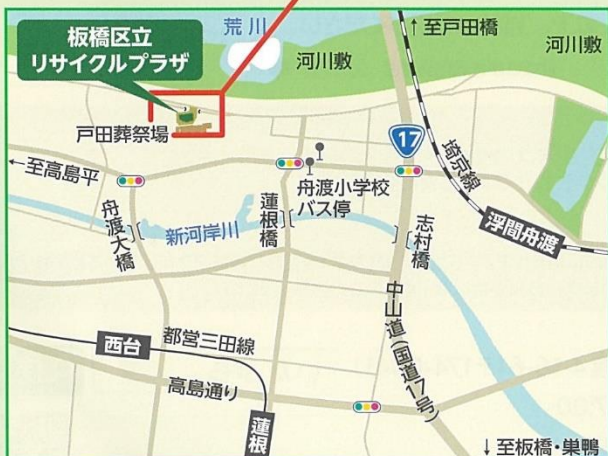 板橋区立
リサイクルプラザ
荒川
河川敷
↑至戸田橋
河川敷
戸田葬祭場
17
埼京線
←至高島平
舟渡小学校
バス停
浮間舟渡
舟渡大橋
新河岸川
蓮根橋
志村橋
中山道(国道17号)
西台
都営三田線
高島通り
蓮根
↓至板橋・巣鴨